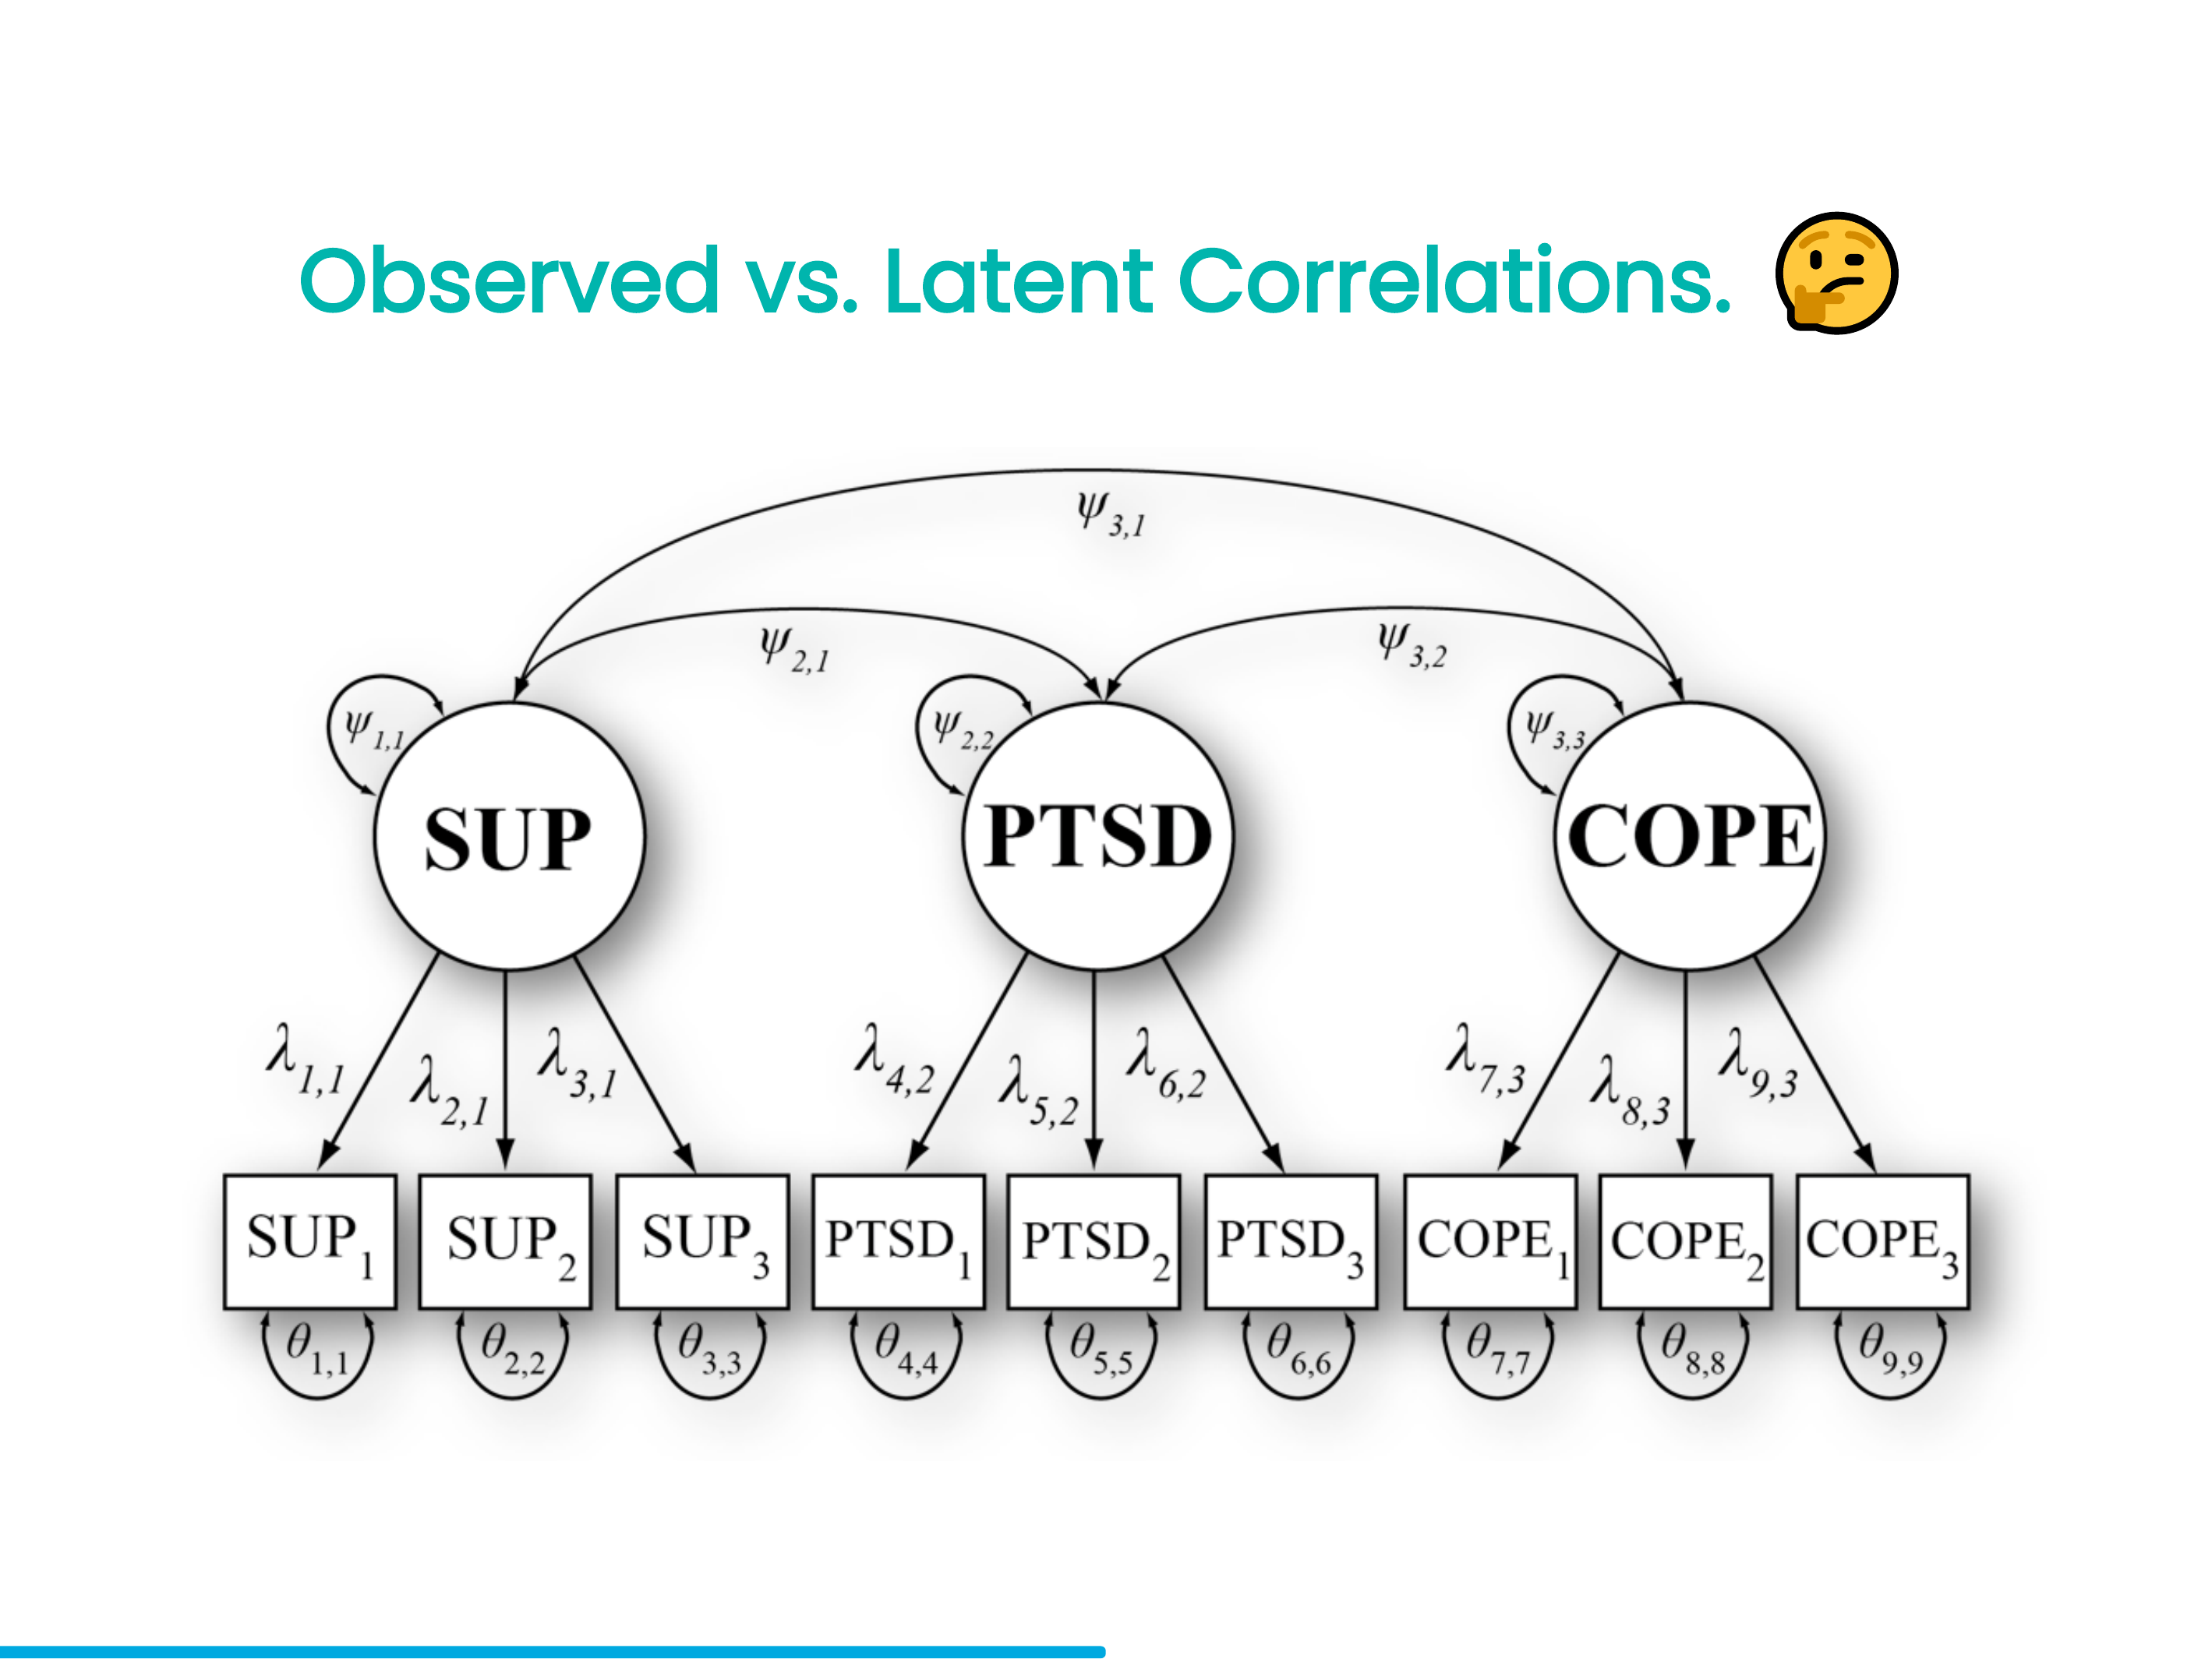 Observed vs. Latent Correlations.
ψ3,1
ψ2,1
ψ3,2
ψ1,1
ψ2,2
ψ3,3
SUP
PTSD
COPE
λ1,1
λ2,1
λ3,1
λ4,2
λ5,2
λ6,2
λ7,3
λ8,3
λ9,3
SUP1
SUP2
SUP3
PTSD1
PTSD2
PTSD3
COPE1
COPE2
COPE3
θ1,1
θ2,2
θ3,3
θ4,4
θ5,5
θ6,6
θ7,7
θ8,8
θ9,9